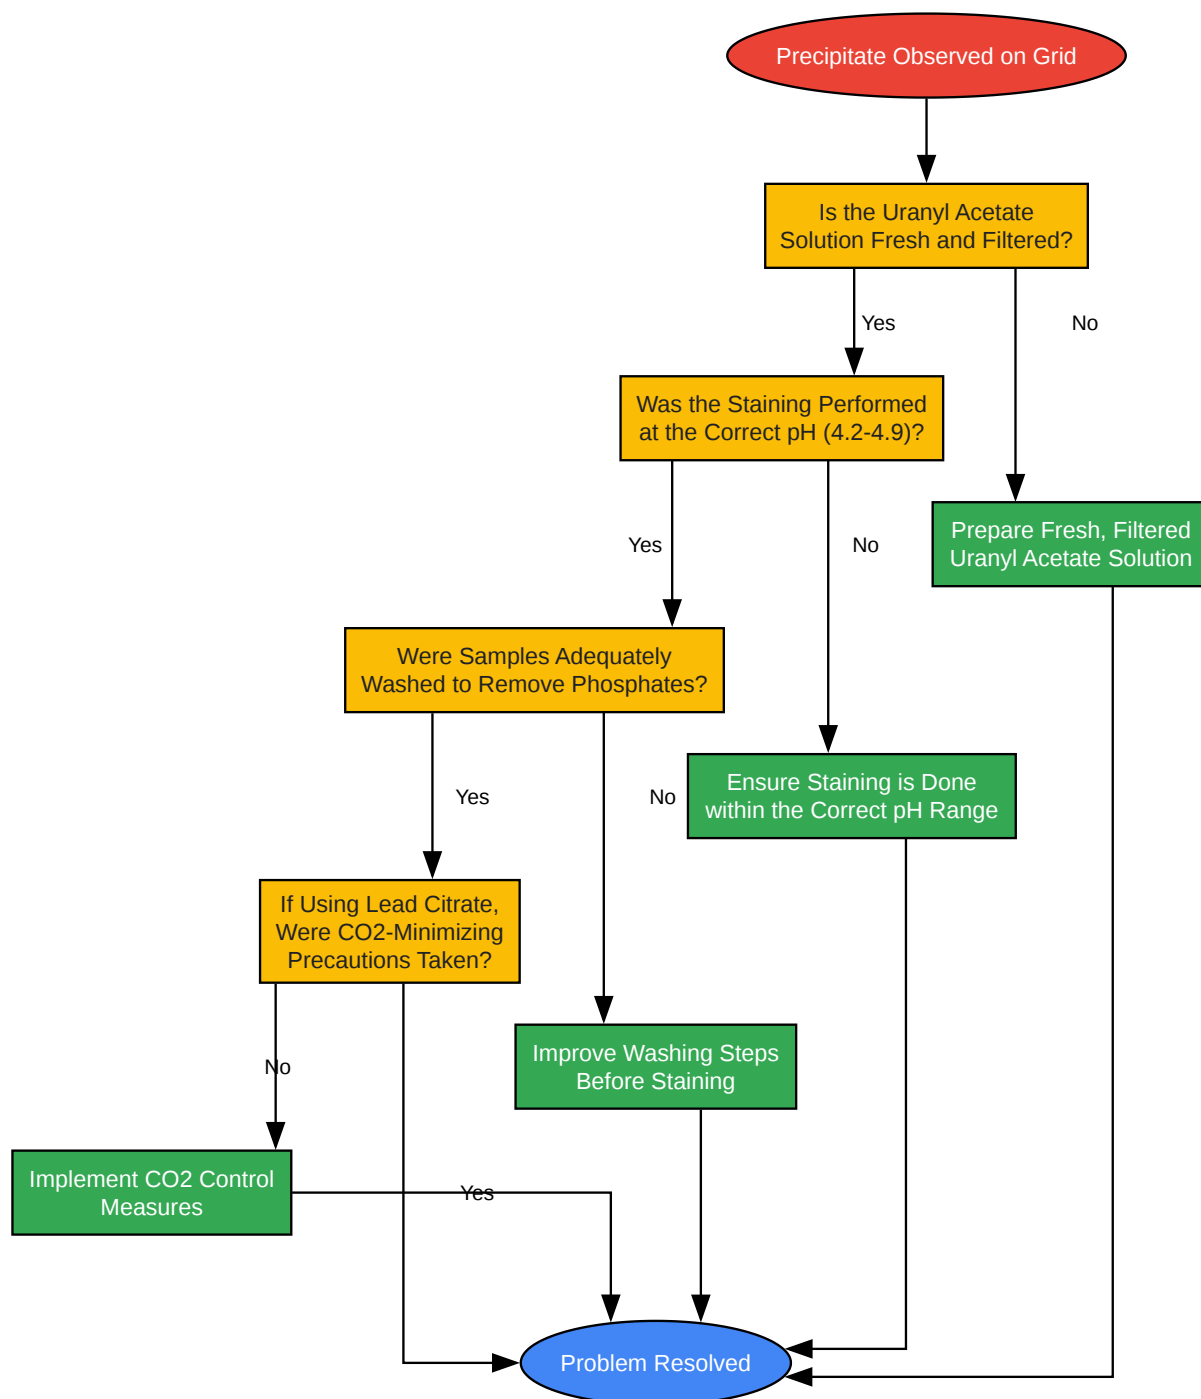 Precipitate Observed on Grid
Is the Uranyl Acetate
Solution Fresh and Filtered?
Yes
No
Was the Staining Performed
at the Correct pH (4.2-4.9)?
Prepare Fresh, Filtered
Uranyl Acetate Solution
Yes
No
Were Samples Adequately
Washed to Remove Phosphates?
Ensure Staining is Done
within the Correct pH Range
Yes
No
If Using Lead Citrate,
Were CO2-Minimizing
Precautions Taken?
Improve Washing Steps
Before Staining
No
Implement CO2 Control
Measures
Yes
Problem Resolved